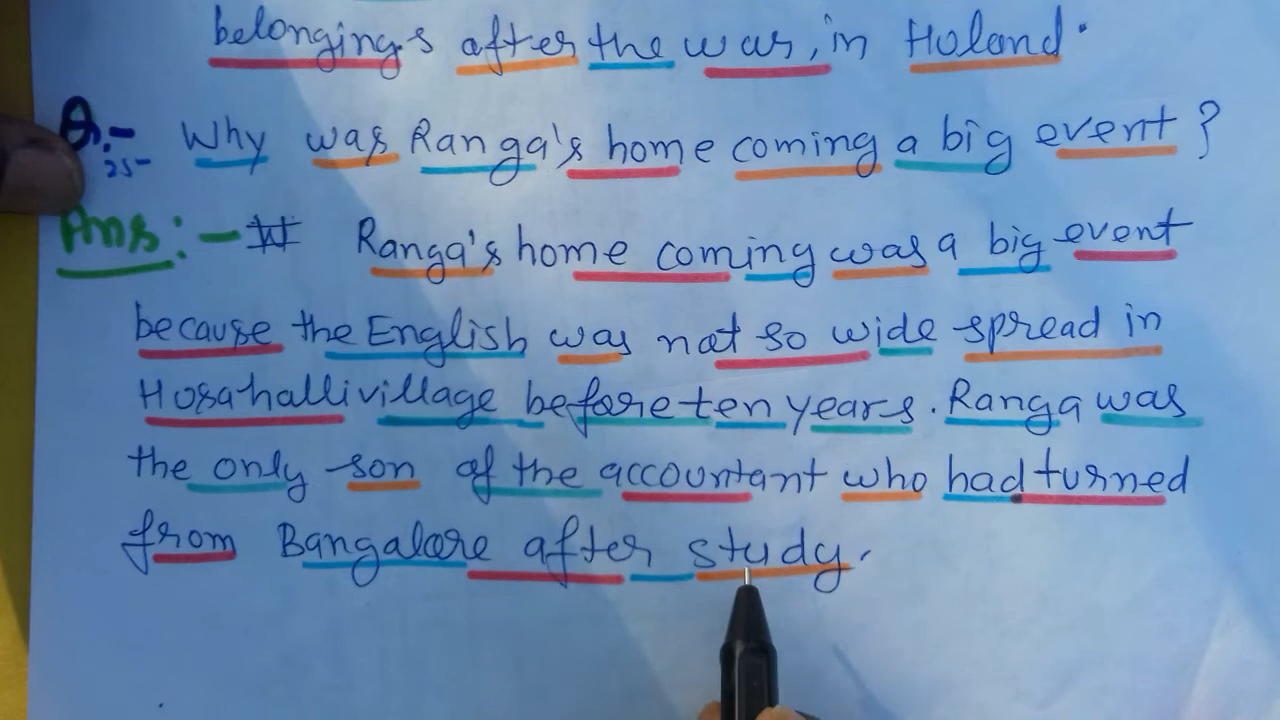 belongings after the war, in Holand.
Q.:- 25 Why was Ranga's home coming a big event?
Ans:- Ranga's home coming was a big event
because the English was not so wide spread in
Hosahalli village before ten years. Ranga was
the only son of the accountant who had turned
from Bangalore after study.